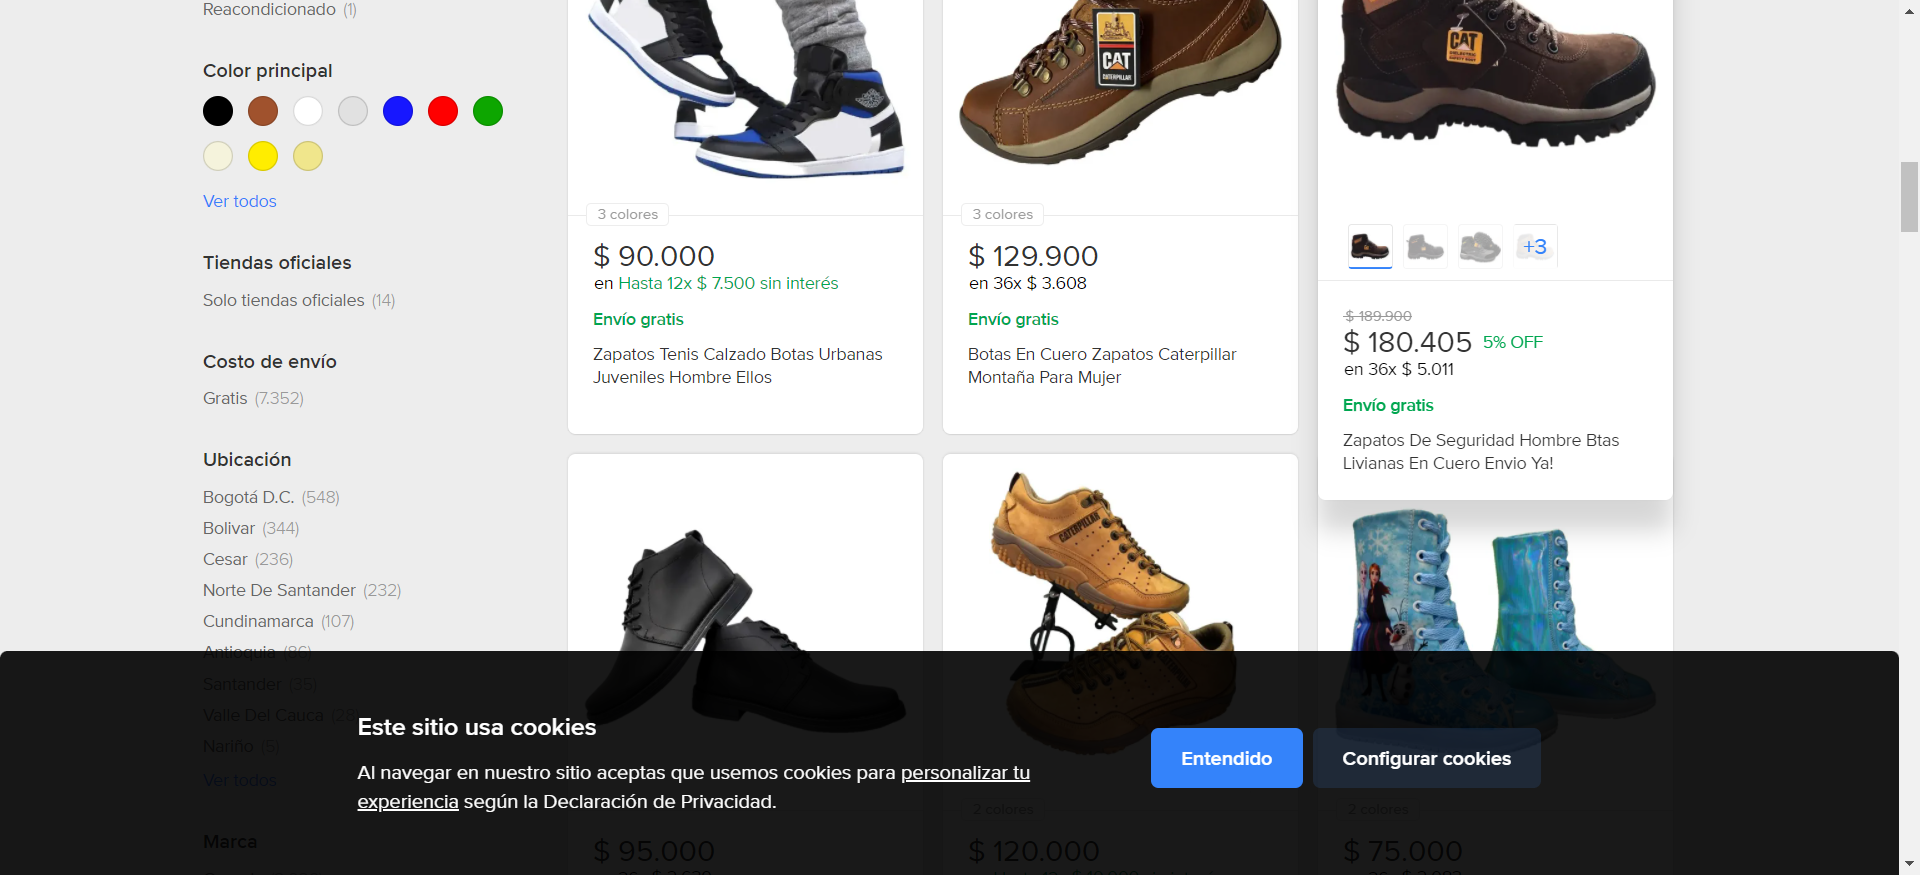 Reacondicionado (1)
Color principal
Ver todos
Tiendas oficiales
Solo tiendas oficiales (14)
Costo de envío
Gratis (7.352)
Ubicación
Bogotá D.C. (548)
Bolivar (344)
Cesar (236)
Norte De Santander (232)
Cundinamarca (107)
Antioquia (86)
Santander (35)
Valle Del Cauca
Nariño (5)
Ver todos
Marca
3 colores
$ 90.000
en Hasta 12x $ 7.500 sin interés
Envío gratis
Zapatos Tenis Calzado Botas Urbanas
Juveniles Hombre Ellos
CAT
CATERPILLAR
3 colores
$ 129.900
en 36x $ 3.608
Envío gratis
Botas En Cuero Zapatos Caterpillar
Montaña Para Mujer
CAT
+3
$ 189.900
$ 180.405 5% OFF
en 36x $ 5.011
Envío gratis
Zapatos De Seguridad Hombre Btas
Livianas En Cuero Envio Ya!
CATERPILLAR
$ 95.000
2 colores
$ 120.000
2 colores
$ 75.000
Este sitio usa cookies
Al navegar en nuestro sitio aceptas que usemos cookies para personalizar tu
experiencia según la Declaración de Privacidad.
Entendido
Configurar cookies